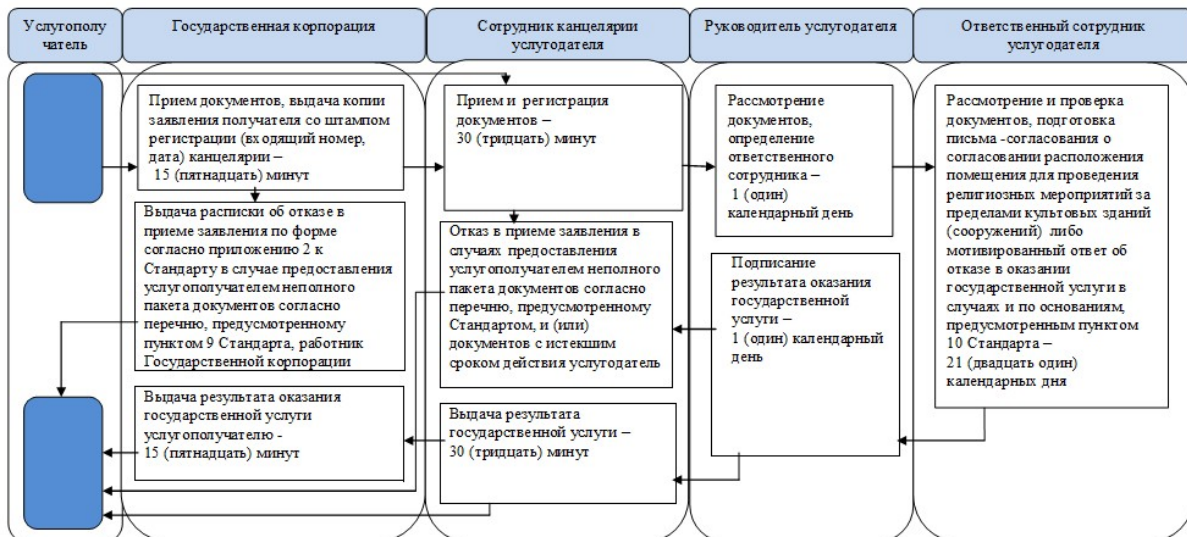 Услугополу
чатель
Государственная корпорация
Сотрудник канцелярии
услугодателя
Руководитель услугодателя
Ответственный сотрудник
услугодателя
Прием документов, выдача копии
заявления получателя со штампом
регистрации (входящий номер,
дата) канцелярии –
15 (пятнадцать) минут
Выдача расписки об отказе в
приеме заявления по форме
согласно приложению 2 к
Стандарту в случае предоставления
услугополучателем неполного
пакета документов согласно
перечню, предусмотренному
пунктом 9 Стандарта, работник
Государственной корпорации
Выдача результата оказания
государственной услуги
услугополучателю -
15 (пятнадцать) минут
Прием и регистрация
документов –
30 (тридцать) минут
Отказ в приеме заявления в
случаях предоставления
услугополучателем неполного
пакета документов согласно
перечню, предусмотренному
Стандартом, и (или)
документов с истекшим
сроком действия услугодатель
Выдача результата
государственной услуги –
30 (тридцать) минут
Рассмотрение
документов,
определение
ответственного
сотрудника –
1 (один)
календарный день
Подписание
результата оказания
государственной
услуги –
1 (один) календарный
день
Рассмотрение и проверка
документов, подготовка
письма -согласования о
согласовании расположения
помещения для проведения
религиозных мероприятий за
пределами культовых зданий
(сооружений) либо
мотивированный ответ об
отказе в оказании
государственной услуги в
случаях и по основаниям,
предусмотренным пунктом
10 Стандарта –
21 (двадцать один)
календарных дня